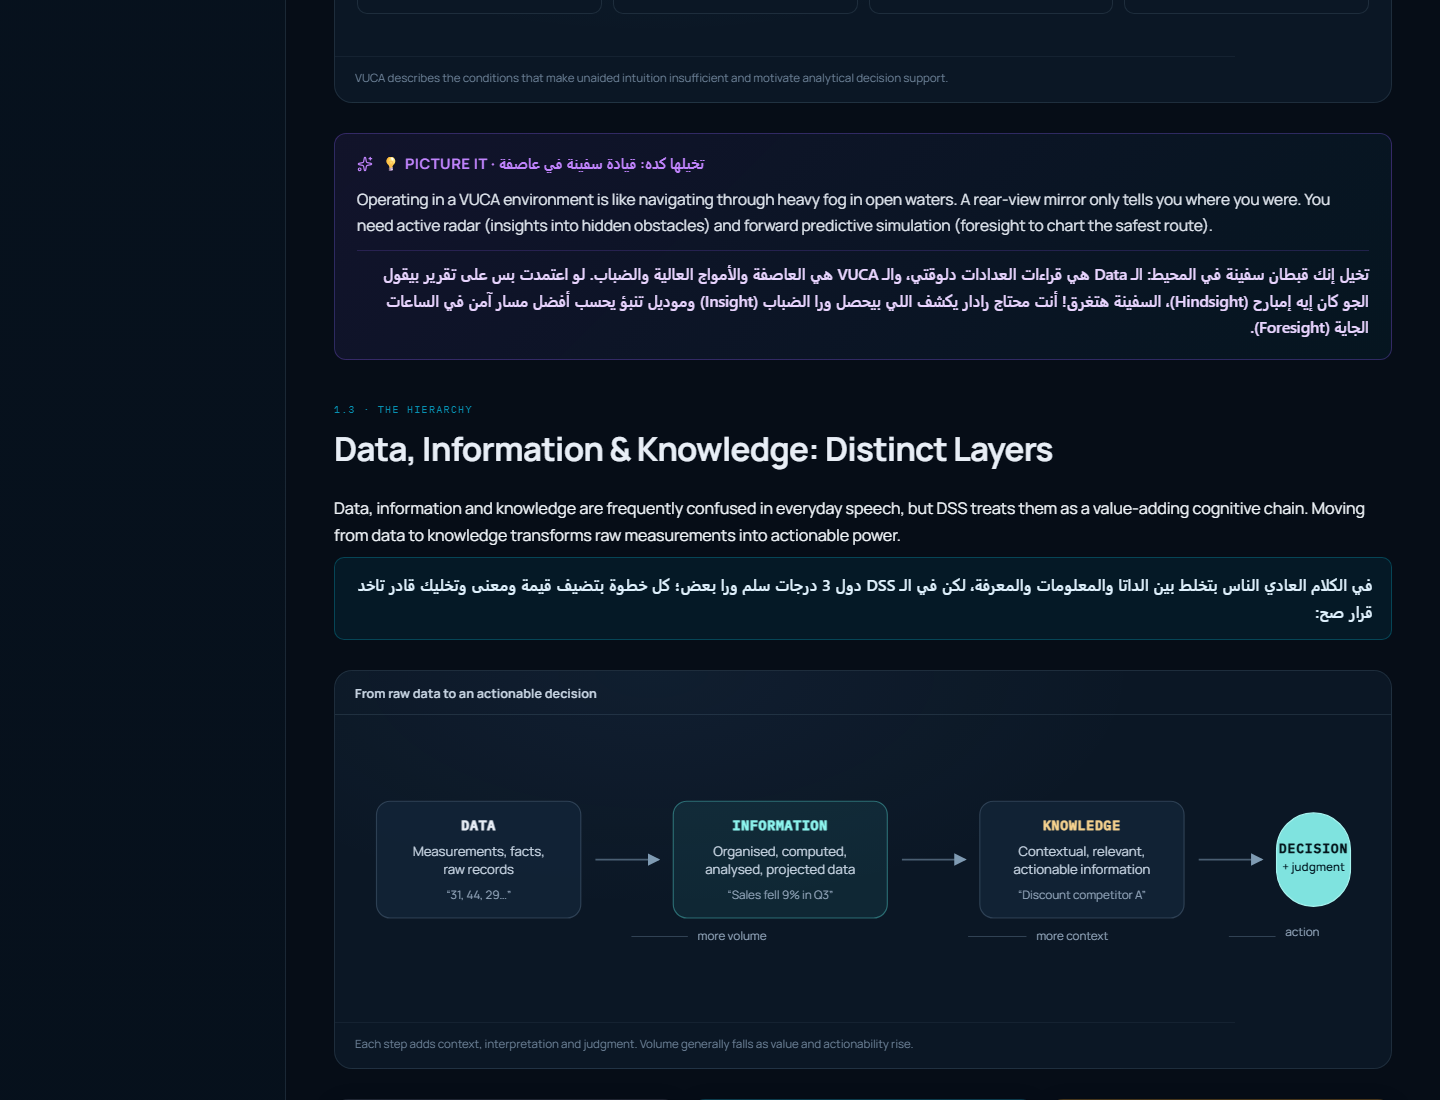 VUCA describes the conditions that make unaided intuition insufficient and motivate analytical decision support.
💡 PICTURE IT · تخيلها كده: قيادة سفينة في عاصفة
Operating in a VUCA environment is like navigating through heavy fog in open waters. A rear-view mirror only tells you where you were. You
need active radar (insights into hidden obstacles) and forward predictive simulation (foresight to chart the safest route).
تخيل إنك قبطان سفينة في المحيط: الـ Data هي قراءات العدادات دلوقتي، والـ VUCA هي العاصفة والأمواج العالية والضباب. لو اعتمدت بس على تقرير بيقول
الجو كان إيه إمبارح (Hindsight)، السفينة هتغرق! أنت محتاج رادار يكشف اللي بيحصل ورا الضباب (Insight) وموديل تنبؤ يحسب أفضل مسار آمن في الساعات
الجاية (Foresight).
1.3 · THE HIERARCHY
Data, Information & Knowledge: Distinct Layers
Data, information and knowledge are frequently confused in everyday speech, but DSS treats them as a value-adding cognitive chain. Moving
from data to knowledge transforms raw measurements into actionable power.
في الكلام العادي الناس بتخلط بين الداتا والمعلومات والمعرفة، لكن في الـ DSS دول 3 درجات سلم ورا بعض؛ كل خطوة بتضيف قيمة ومعنى وتخليك قادر تاخد
قرار صح:
From raw data to an actionable decision
DATA
Measurements, facts,
raw records
“31, 44, 29…”
INFORMATION
Organised, computed,
analysed, projected data
“Sales fell 9% in Q3”
KNOWLEDGE
Contextual, relevant,
actionable information
“Discount competitor A”
DECISION
+ judgment
more volume
more context
action
Each step adds context, interpretation and judgment. Volume generally falls as value and actionability rise.